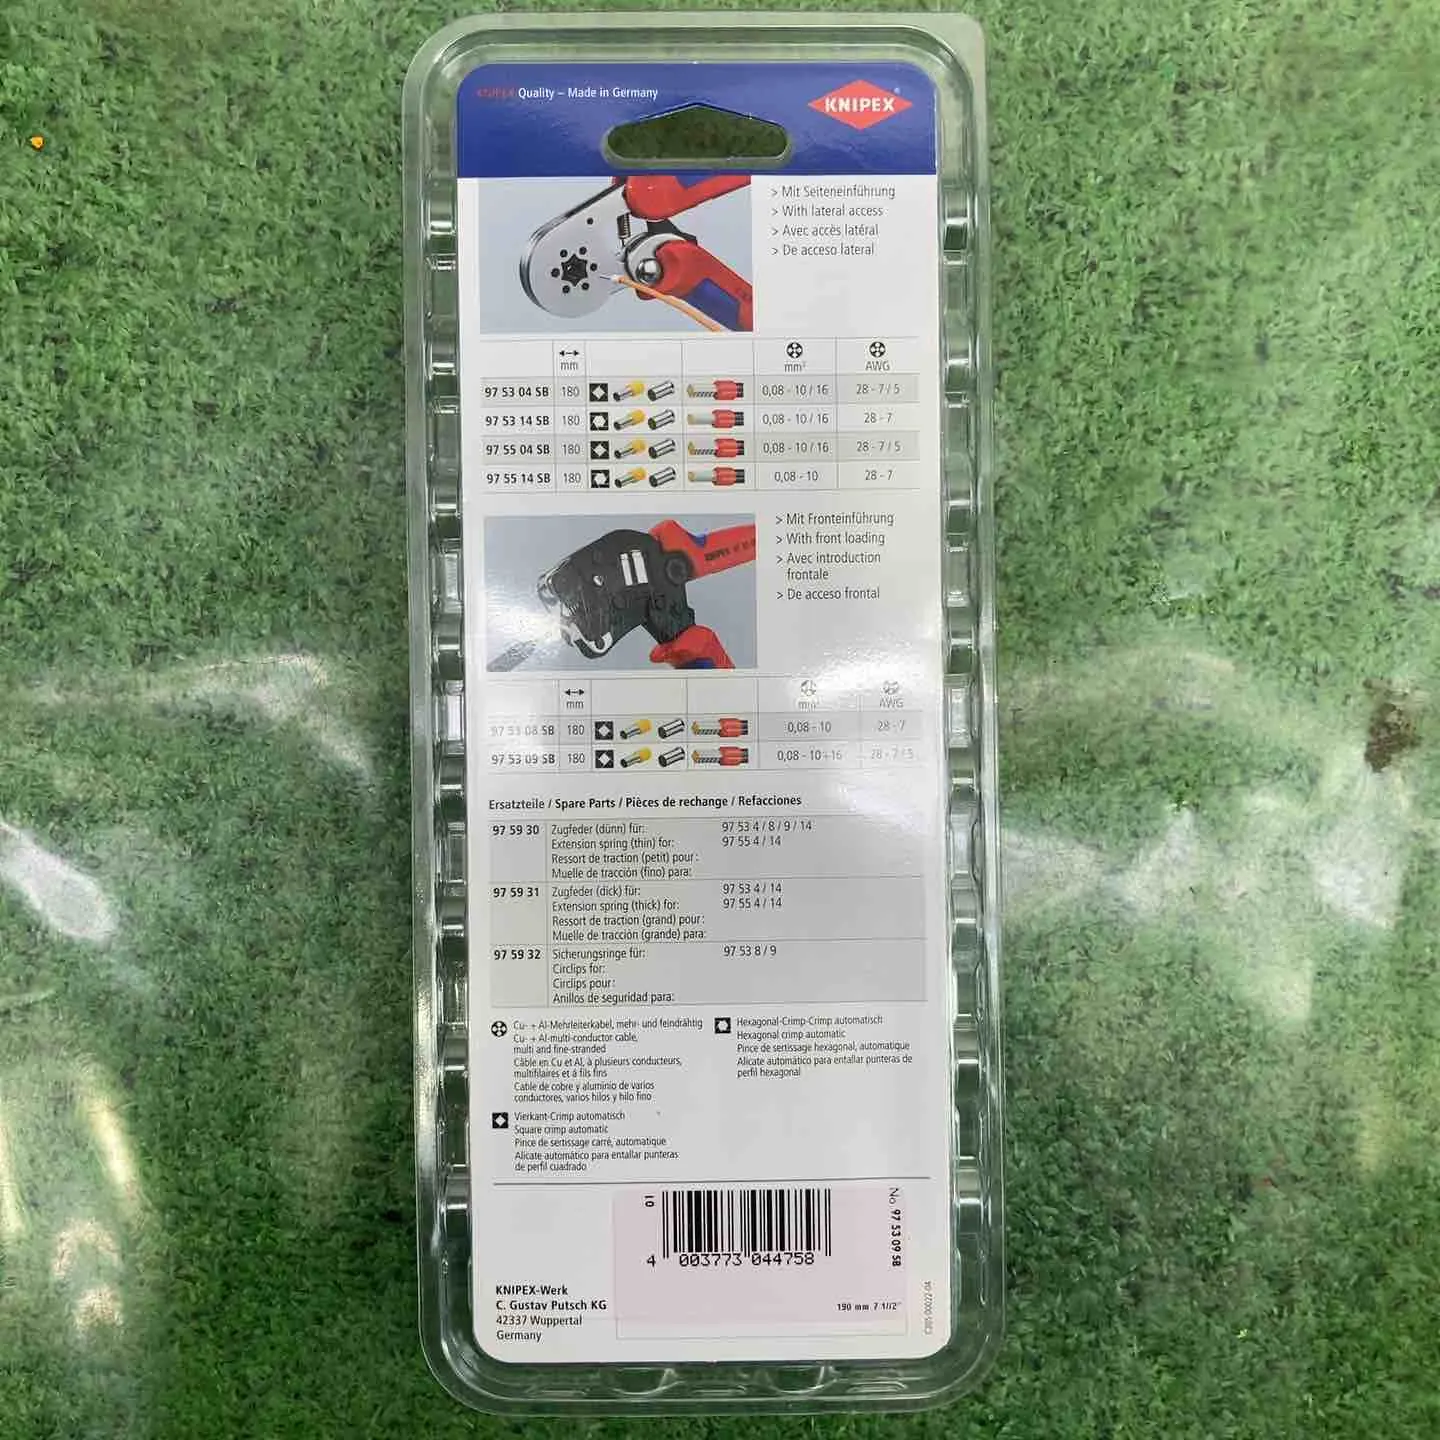 KNIPEX Quality – Made in Germany
KNIPEX
> Mit Seiteneinführung
> With lateral access
> Avec accès latéral
> De acceso lateral
mm mm² AWG
97 53 04 SB 180 0,08 - 10 / 16 28 - 7 / 5
97 53 14 SB 180 0,08 - 10 / 16 28 - 7
97 55 04 SB 180 0,08 - 10 / 16 28 - 7 / 5
97 55 14 SB 180 0,08 - 10 28 - 7
KNIPEX
> Mit Fronteinführung
> With front loading
> Avec introduction
frontale
> De acceso frontal
mm mm² AWG
97 53 08 SB 180 0,08 - 10 28 - 7
97 53 09 SB 180 0,08 - 10 + 16 28 - 7 / 5
Ersatzteile / Spare Parts / Pièces de rechange / Refacciones
97 59 30 Zugfeder (dünn) für: 97 53 4 / 8 / 9 / 14
Extension spring (thin) for: 97 55 4 / 14
Ressort de traction (petit) pour:
Muelle de tracción (fino) para:
97 59 31 Zugfeder (dick) für: 97 53 4 / 14
Extension spring (thick) for: 97 55 4 / 14
Ressort de traction (grand) pour:
Muelle de tracción (grande) para:
97 59 32 Sicherungsringe für: 97 53 8 / 9
Circlips for:
Circlips pour:
Anillos de seguridad para:
Cu- + Al-Mehrleiterkabel, mehr- und feindrähtig
Cu- + Al-multi-conductor cable,
multi and fine-stranded
Câble en Cu et Al, à plusieurs conducteurs,
multifilaires et á fils fins
Cable de cobre y aluminio de varios
conductores, varios hilos y hilo fino
Vierkant-Crimp automatisch
Square crimp automatic
Pince de sertissage carré, automatique
Alicate automático para entallar punteras
de perfil cuadrado
Hexagonal-Crimp-Crimp automatisch
Hexagonal crimp automatic
Pince de sertissage hexagonal, automatique
Alicate automático para entallar punteras de
perfil hexagonal
KNIPEX-Werk
C. Gustav Putsch KG
42337 Wuppertal
Germany
10
4 003773 044758
No. 97 53 09 SB
190 mm 7 1/2"